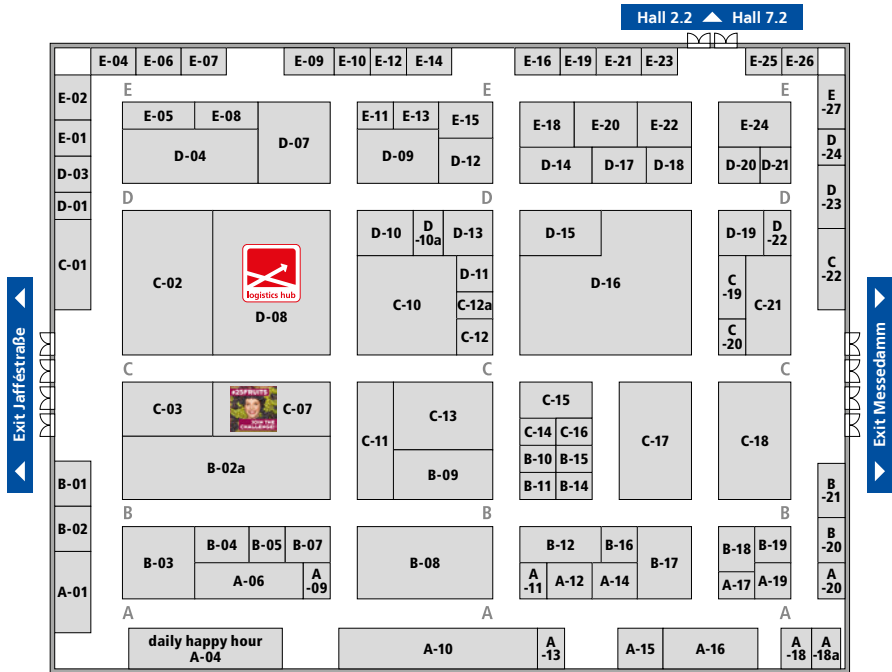 Hall 2.2 Hall 7.2
E-04 E-06 E-07 E-09 E-10 E-12 E-14 E-16 E-19 E-21 E-23 E-25 E-26
E-02
E-01
D-03
D-01
C-01
E
-27
D
-24
D
-23
C
-22
E E E
E-05 E-08
D-04
D-07
E-11 E-13
E-15
D-09
D-12
E-18 E-20 E-22
D-14 D-17 D-18
E-24
D-20 D-21
D D D
C-02
logistics hub
D-08
D-10
D
-10a
D-13
D-11
C-10
C-12a
C-12
D-15
D-16
D-19
D
-22
C
-19
C-21
C
-20
Exit Jafféstraße
Exit Messedamm
C C C
C-03
#25FRUITS
JOIN THE
CHALLENGE!
C-07
B-02a
C-11
C-13
B-09
C-15
C-14 C-16
B-10 B-15
B-11 B-14
C-17
C-18
B-01
B-02
A-01
B
-21
B
-20
A
-20
B B B
B-03
B-04 B-05 B-07
A-06
A
-09
B-08
B-12 B-16
B-17
A
-11
A-12 A-14
B-18 B-19
A-17 A-19
A A A
daily happy hour
A-04
A-10
A
-13
A-15 A-16
A
-18
A
-18a